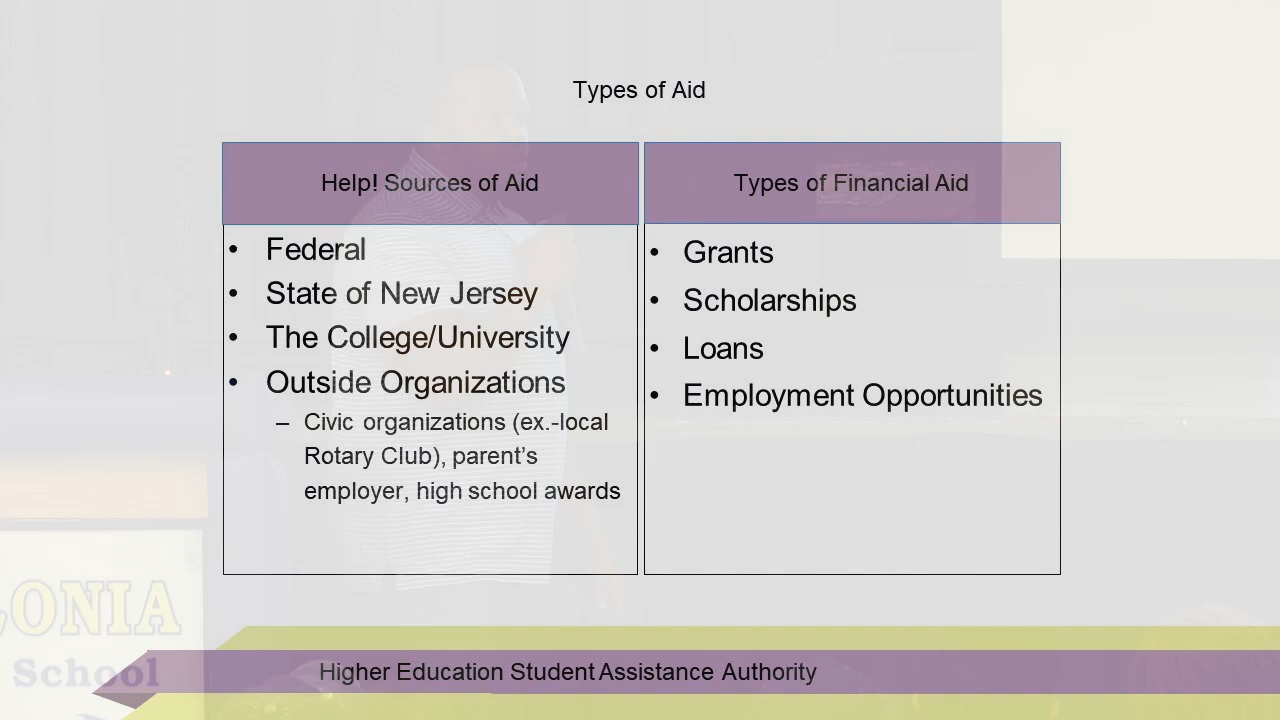 Types of Aid
Help! Sources of Aid
• Federal
• State of New Jersey
• The College/University
• Outside Organizations
– Civic organizations (ex.-local
Rotary Club), parent's
employer, high school awards
Types of Financial Aid
• Grants
• Scholarships
• Loans
• Employment Opportunities
Higher Education Student Assistance Authority
LONIA
School